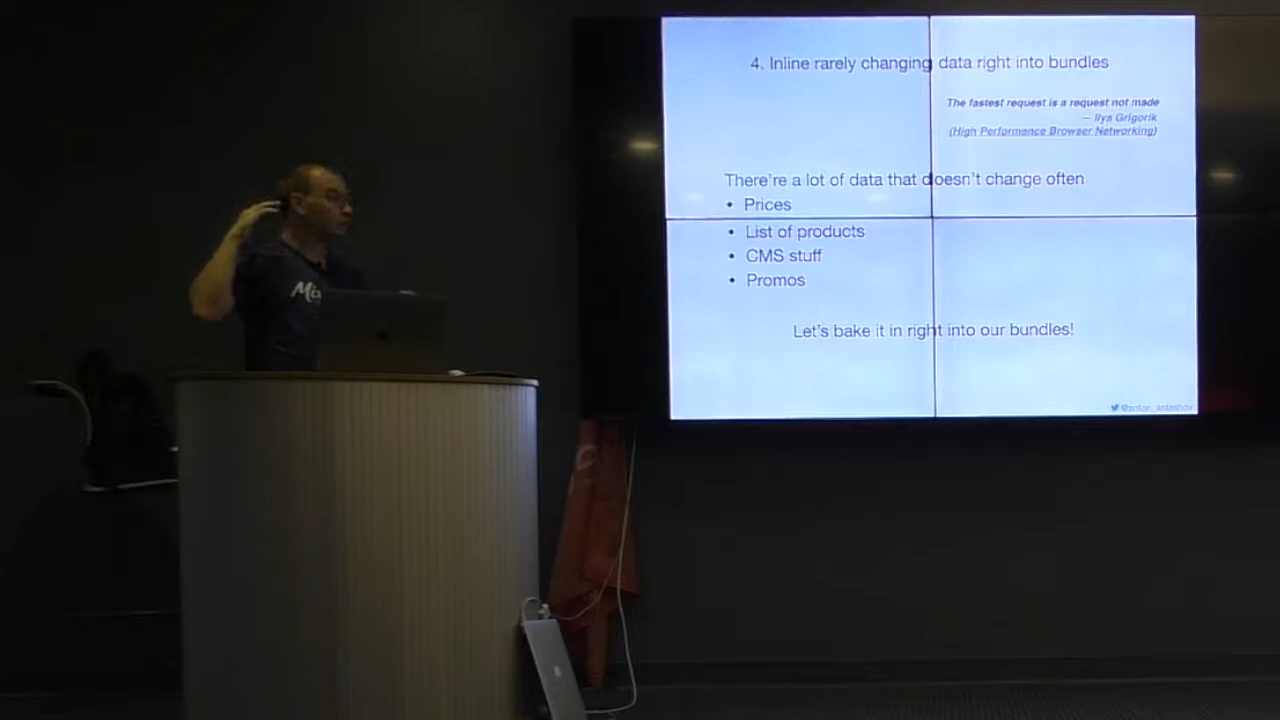 4. Inline rarely changing data right into bundles
The fastest request is a request not made
— Ilya Grigorik
(High Performance Browser Networking)
There're a lot of data that doesn't change often
• Prices
• List of products
• CMS stuff
• Promos
Let's bake it in right into our bundles!